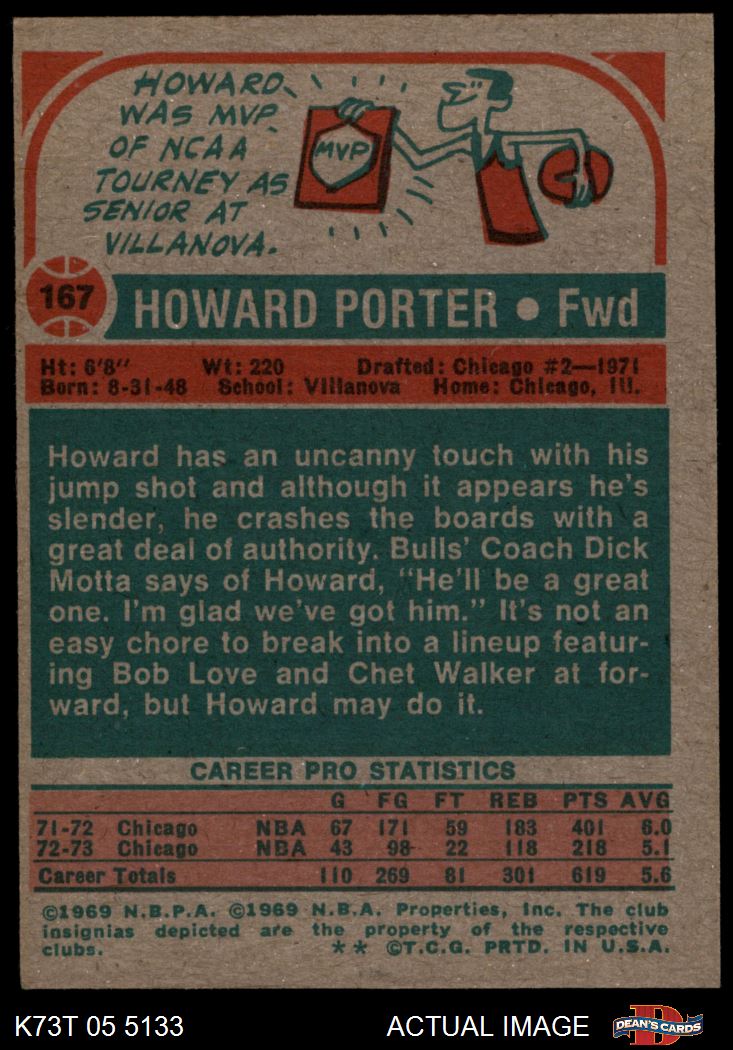 HOWARD
WAS MVP
OF NCAA
TOURNEY AS
SENIOR AT
VILLANOVA.
MVP
167
HOWARD PORTER • Fwd
Ht: 6'8" Wt: 220 Drafted: Chicago #2—1971
Born: 8-31-48 School: Villanova Home: Chicago, Ill.
Howard has an uncanny touch with his
jump shot and although it appears he's
slender, he crashes the boards with a
great deal of authority. Bulls' Coach Dick
Motta says of Howard, "He'll be a great
one. I'm glad we've got him." It's not an
easy chore to break into a lineup featur-
ing Bob Love and Chet Walker at for-
ward, but Howard may do it.
CAREER PRO STATISTICS
G FG FT REB PTS AVG
71-72 Chicago NBA 67 171 59 183 401 6.0
72-73 Chicago NBA 43 98 22 118 218 5.1
Career Totals 110 269 81 301 619 5.6
©1969 N.B.P.A. ©1969 N.B.A. Properties, Inc. The club
insignias depicted are the property of the respective
clubs. ** ©T.C.G. PRTD. IN U.S.A.
K73T 05 5133 ACTUAL IMAGE
D
DEAN'S CARDS